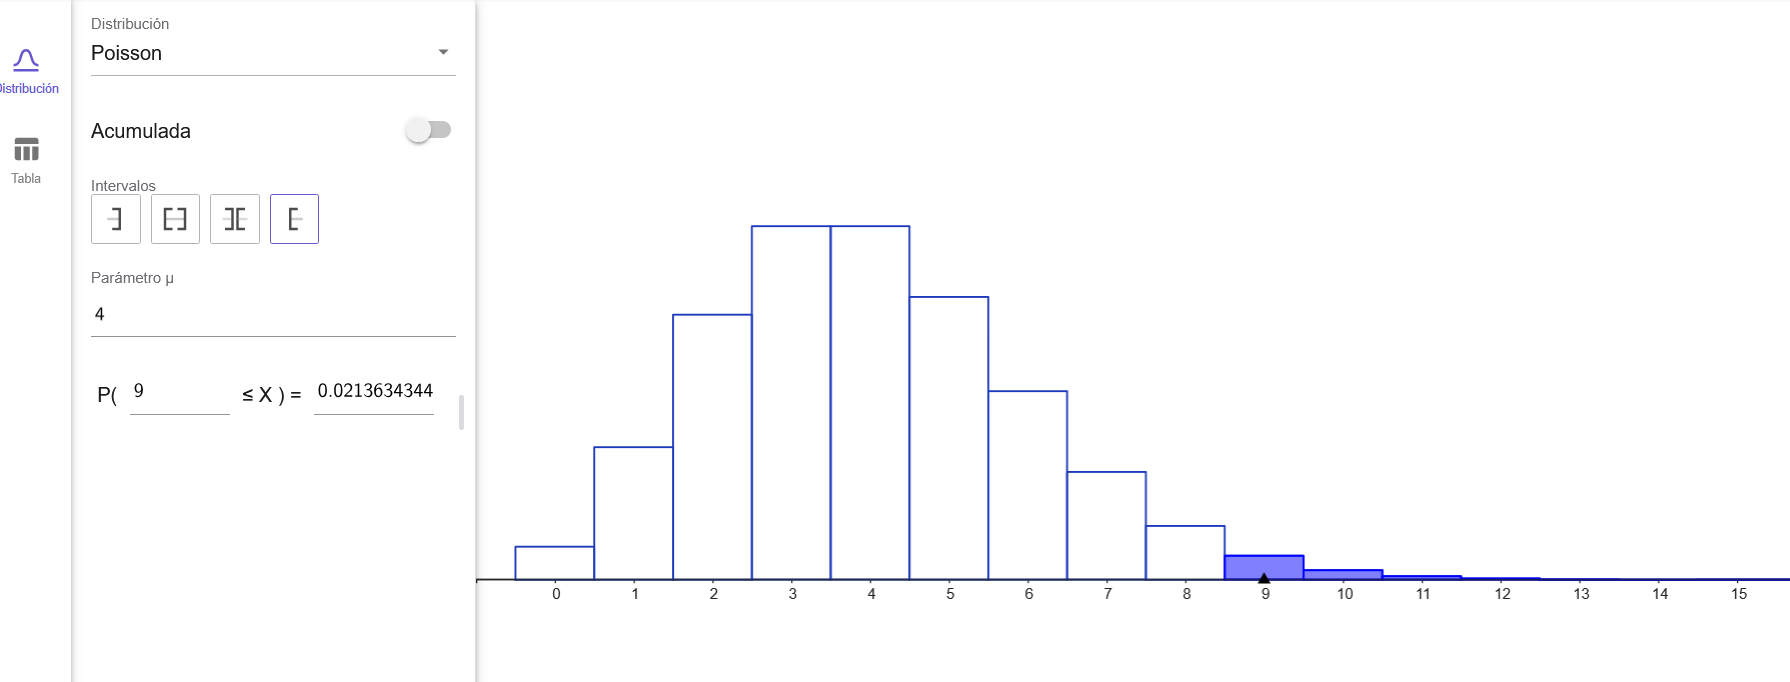 Distribución
Poisson
Distribución
Acumulada
Tabla
Intervalos
Parámetro μ
4
P( 9 ≤ X ) = 0.0213634344
0 1 2 3 4 5 6 7 8 9 10 11 12 13 14 15